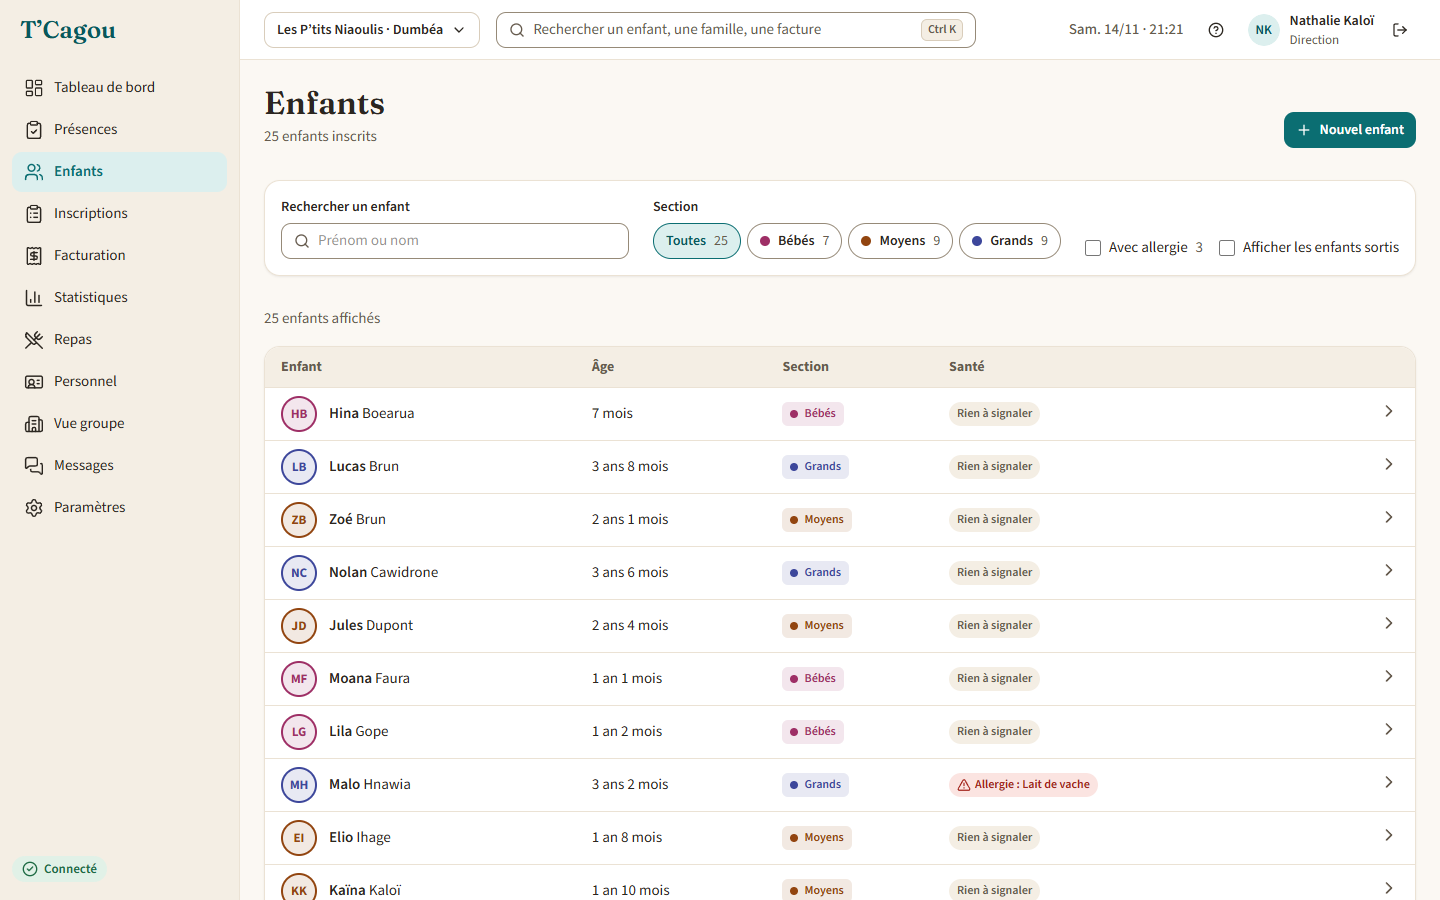 T'Cagou
Les P'tits Niaoulis · Dumbéa
Rechercher un enfant, une famille, une facture
Ctrl K
Sam. 14/11 · 21:21
NK
Nathalie Kaloï
Direction
Tableau de bord
Présences
Enfants
Inscriptions
Facturation
Statistiques
Repas
Personnel
Vue groupe
Messages
Paramètres
Connecté
Enfants
25 enfants inscrits
Nouvel enfant
Rechercher un enfant
Prénom ou nom
Section
Toutes 25
Bébés 7
Moyens 9
Grands 9
Avec allergie 3
Afficher les enfants sortis
25 enfants affichés
Enfant Âge Section Santé
HB Hina Boearua 7 mois Bébés Rien à signaler
LB Lucas Brun 3 ans 8 mois Grands Rien à signaler
ZB Zoé Brun 2 ans 1 mois Moyens Rien à signaler
NC Nolan Cawidrone 3 ans 6 mois Grands Rien à signaler
JD Jules Dupont 2 ans 4 mois Moyens Rien à signaler
MF Moana Faura 1 an 1 mois Bébés Rien à signaler
LG Lila Gope 1 an 2 mois Bébés Rien à signaler
MH Malo Hnawia 3 ans 2 mois Grands Allergie : Lait de vache
EI Elio Ihage 1 an 8 mois Moyens Rien à signaler
KK Kaïna Kaloï 1 an 10 mois Moyens Rien à signaler